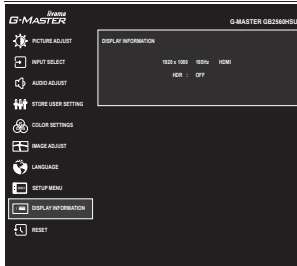 iiyama
G-MASTER
G-MASTER GB2560HSU
PICTURE ADJUST
DISPLAY INFORMATION
INPUT SELECT
1920 x 1080 165Hz HDMI
HDR : OFF
AUDIO ADJUST
STORE USER SETTING
COLOR SETTINGS
IMAGE ADJUST
LANGUAGE
SETUP MENU
DISPLAY INFORMATION
RESET